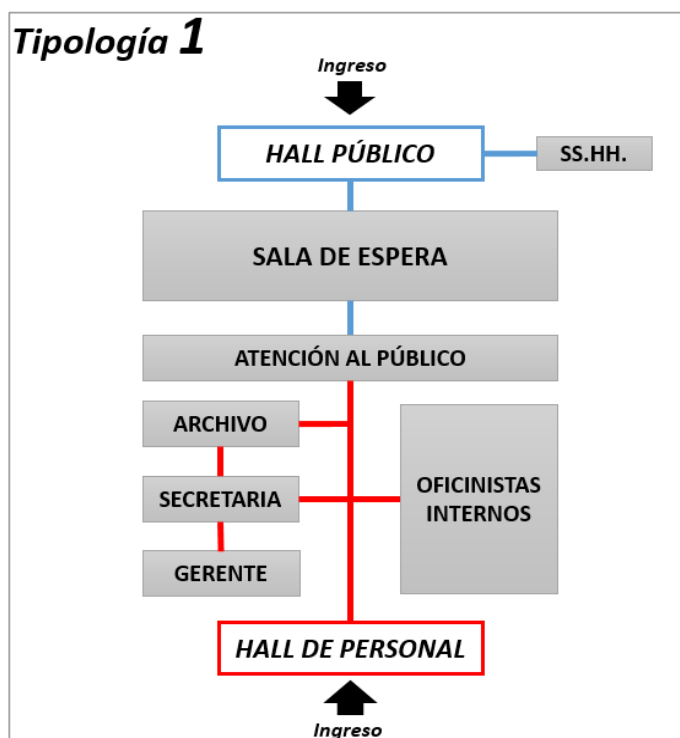 Tipología 1
Ingreso
HALL PÚBLICO
SS.HH.
SALA DE ESPERA
ATENCIÓN AL PÚBLICO
ARCHIVO
SECRETARIA
OFICINISTAS
INTERNOS
GERENTE
HALL DE PERSONAL
Ingreso